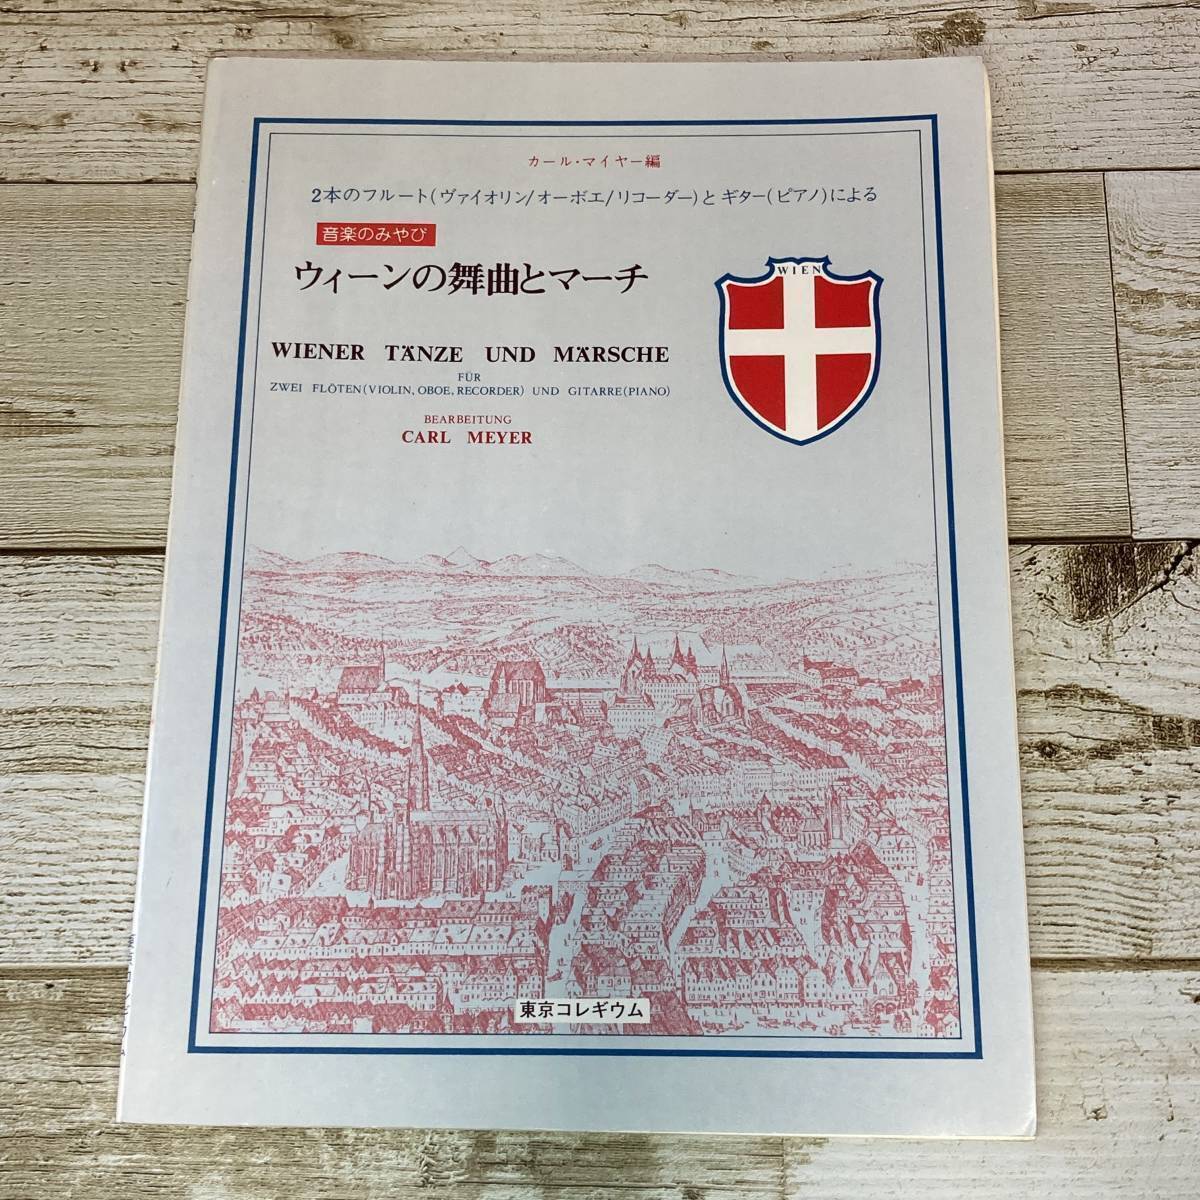 カール・マイヤー編
2本のフルート(ヴァイオリン/オーボエ/リコーダー)とギター(ピアノ)による
音楽のみやび
ウィーンの舞曲とマーチ
WIEN
WIENER TÄNZE UND MÄRSCHE
FÜR
ZWEI FLÖTEN(VIOLIN, OBOE, RECORDER) UND GITARRE(PIANO)
BEARBEITUNG
CARL MEYER
東京コレギウム